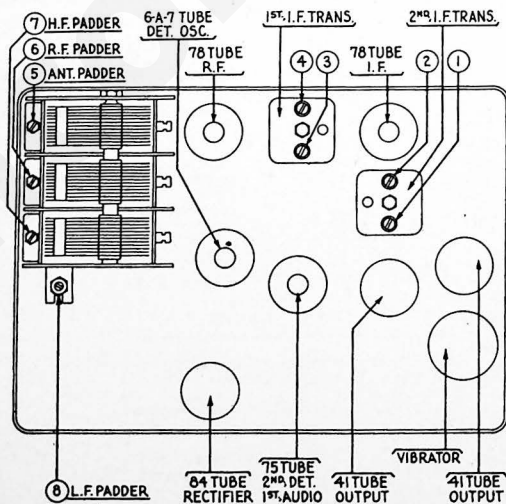 ⑦ H.F. PADDER
⑥ R.F. PADDER
⑤ ANT. PADDER
6-A-7 TUBE
DET. OSC.
78 TUBE
R.F.
1ST. I.F. TRANS.
④ ③
78 TUBE
I.F.
2ND. I.F. TRANS.
② ①
⑧ L.F. PADDER
84 TUBE
RECTIFIER
75 TUBE
2ND. DET.
1ST. AUDIO
41 TUBE
OUTPUT
VIBRATOR
41 TUBE
OUTPUT